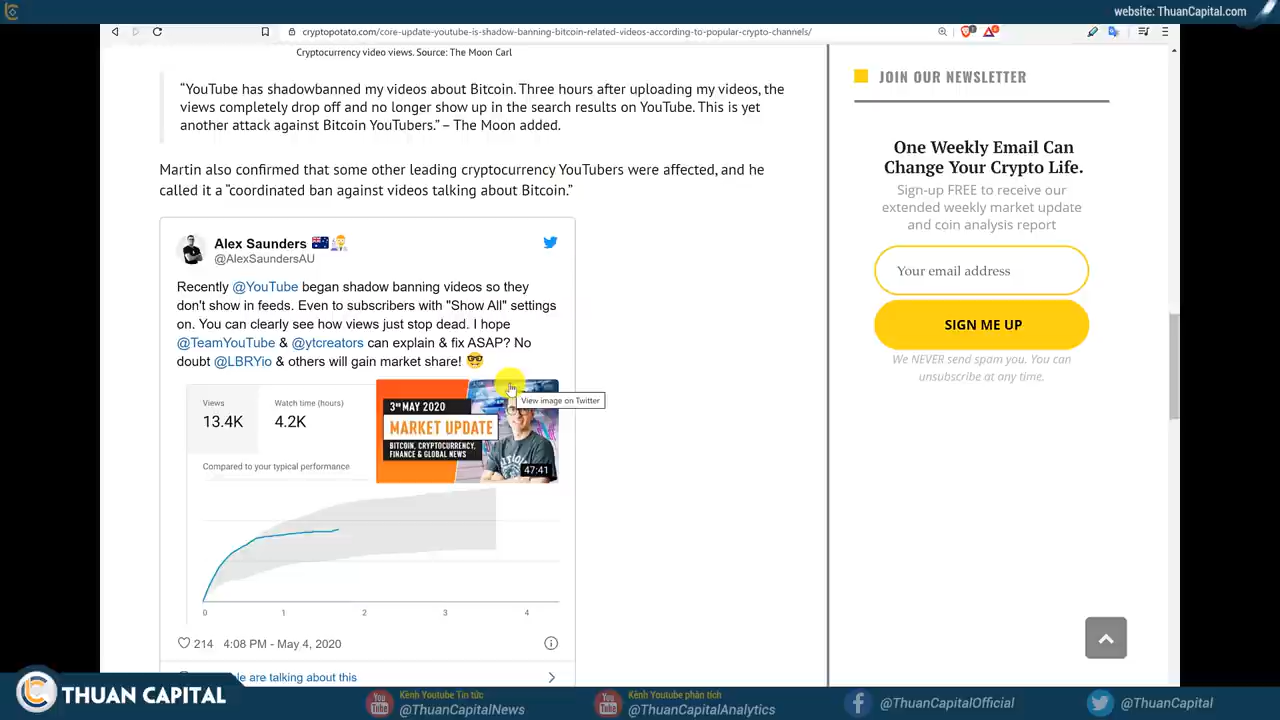 website: ThuanCapital.com
cryptopotato.com/core-update-youtube-is-shadow-banning-bitcoin-related-videos-according-to-popular-crypto-channels/
Cryptocurrency video views. Source: The Moon Carl
“YouTube has shadowbanned my videos about Bitcoin. Three hours after uploading my videos, the
views completely drop off and no longer show up in the search results on YouTube. This is yet
another attack against Bitcoin YouTubers.” – The Moon added.
Martin also confirmed that some other leading cryptocurrency YouTubers were affected, and he
called it a “coordinated ban against videos talking about Bitcoin.”
Alex Saunders
@AlexSaundersAU
Recently @YouTube began shadow banning videos so they
don't show in feeds. Even to subscribers with "Show All" settings
on. You can clearly see how views just stop dead. I hope
@TeamYouTube & @ytcreators can explain & fix ASAP? No
doubt @LBRYio & others will gain market share!
View image on Twitter
Views
13.4K
Watch time (hours)
4.2K
Compared to your typical performance
3RD MAY 2020
MARKET UPDATE
BITCOIN, CRYPTOCURRENCY,
FINANCE & GLOBAL NEWS
47:41
0 1 2 3 4
214 4:08 PM - May 4, 2020
le are talking about this
JOIN OUR NEWSLETTER
One Weekly Email Can
Change Your Crypto Life.
Sign-up FREE to receive our
extended weekly market update
and coin analysis report
Your email address
SIGN ME UP
We NEVER send spam you. You can
unsubscribe at any time.
THUAN CAPITAL
You Tube
Kênh Youtube Tin tức
@ThuanCapitalNews
You Tube
Kênh Youtube phân tích
@ThuanCapitalAnalytics
@ThuanCapitalOfficial
@ThuanCapital